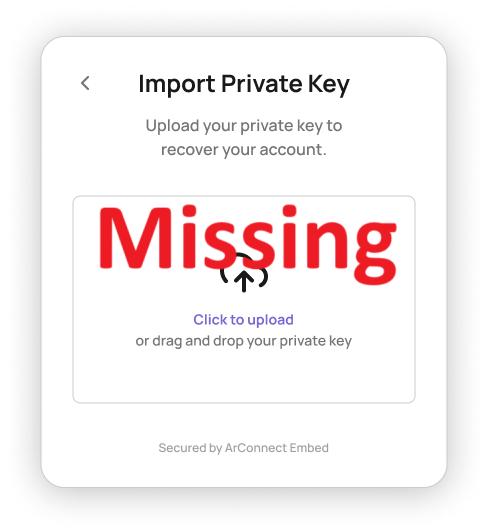 Import Private Key
Upload your private key to
recover your account.
Missing
Click to upload
or drag and drop your private key
Secured by ArConnect Embed